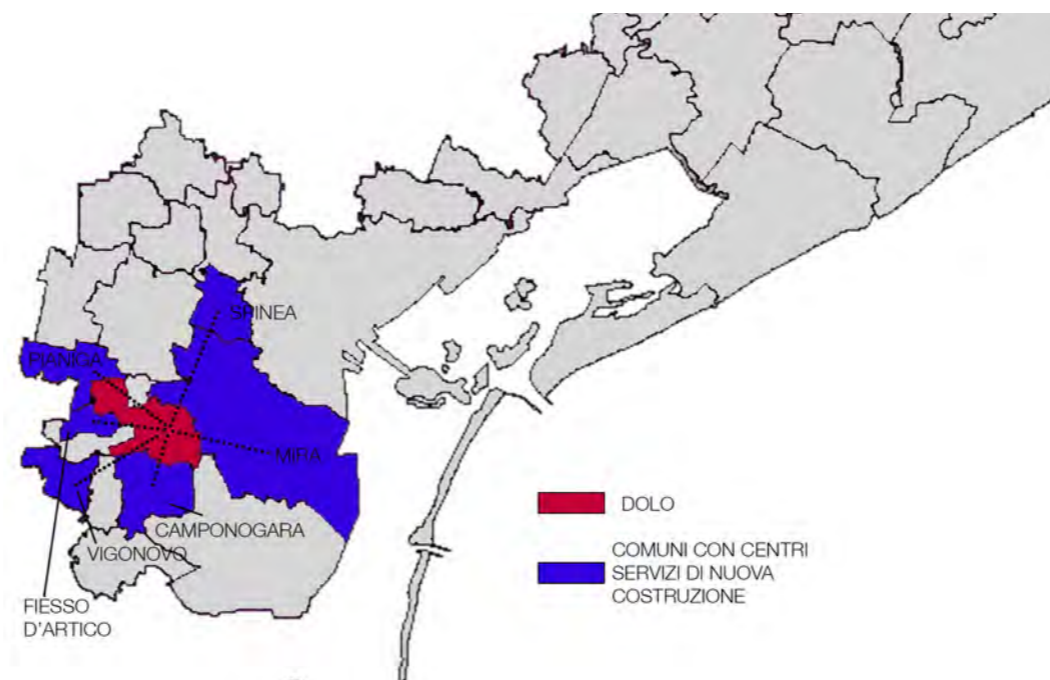 SPINEA
PIANIGA
MIRA
CAMPONOGARA
VIGONOVO
FIESSO
D'ARTICO
DOLO
COMUNI CON CENTRI
SERVIZI DI NUOVA
COSTRUZIONE